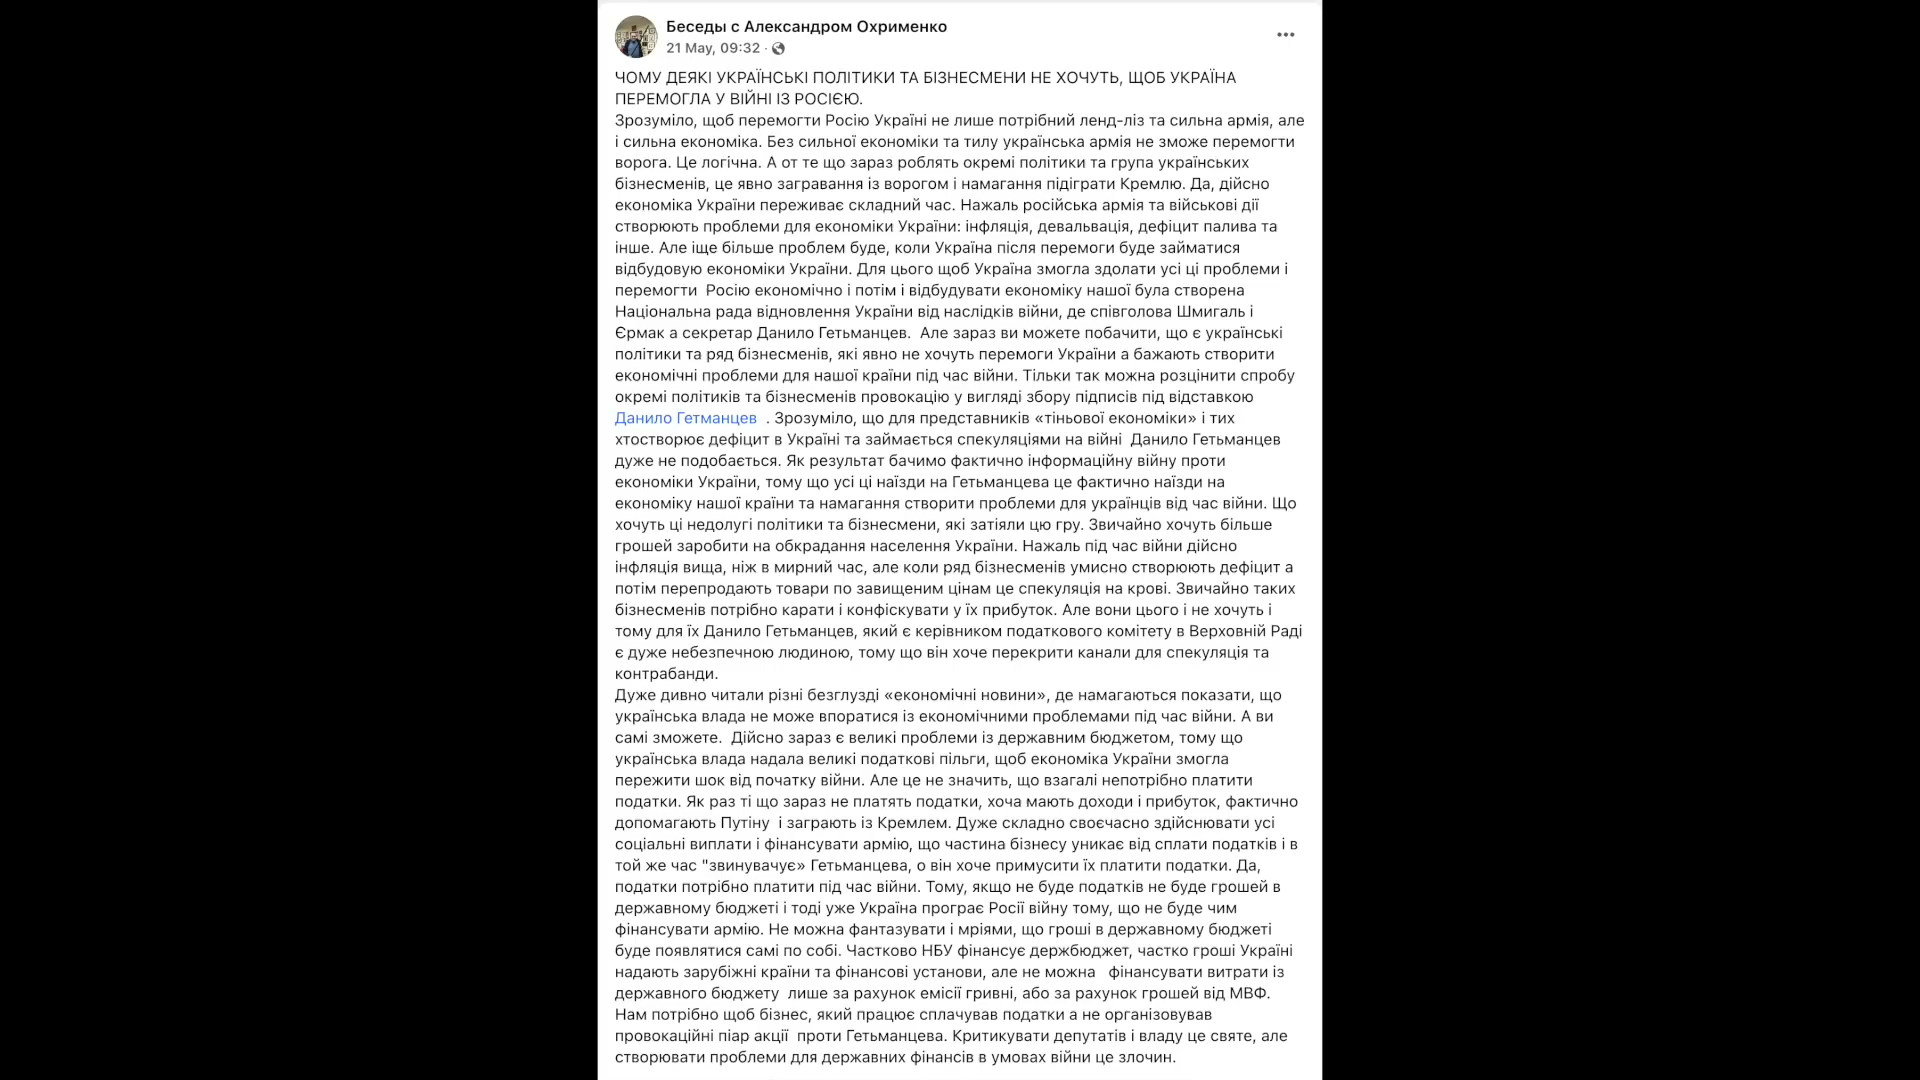 Беседы с Александром Охрименко
21 May, 09:32 ·
ЧОМУ ДЕЯКІ УКРАЇНСЬКІ ПОЛІТИКИ ТА БІЗНЕСМЕНИ НЕ ХОЧУТЬ, ЩОБ УКРАЇНА
ПЕРЕМОГЛА У ВІЙНІ ІЗ РОСІЄЮ.
Зрозуміло, щоб перемогти Росію Україні не лише потрібний ленд-ліз та сильна армія, але
і сильна економіка. Без сильної економіки та тилу українська армія не зможе перемогти
ворога. Це логічна. А от те що зараз роблять окремі політики та група українських
бізнесменів, це явно загравання із ворогом і намагання підіграти Кремлю. Да, дійсно
економіка України переживає складний час. Нажаль російська армія та військові дії
створюють проблеми для економіки України: інфляція, девальвація, дефіцит палива та
інше. Але іще більше проблем буде, коли Україна після перемоги буде займатися
відбудовую економіки України. Для цього щоб Україна змогла здолати усі ці проблеми і
перемогти  Росію економічно і потім і відбудувати економіку нашої була створена
Національна рада відновлення України від наслідків війни, де співголова Шмигаль і
Єрмак а секретар Данило Гетьманцев.  Але зараз ви можете побачити, що є українські
політики та ряд бізнесменів, які явно не хочуть перемоги України а бажають створити
економічні проблеми для нашої країни під час війни. Тільки так можна розцінити спробу
окремі політиків та бізнесменів провокацію у вигляді збору підписів під відставкою
Данило Гетманцев  . Зрозуміло, що для представників «тіньової економіки» і тих
хтостворює дефіцит в Україні та займається спекуляціями на війні  Данило Гетьманцев
дуже не подобається. Як результат бачимо фактично інформаційну війну проти
економіки України, тому що усі ці наїзди на Гетьманцева це фактично наїзди на
економіку нашої країни та намагання створити проблеми для українців від час війни. Що
хочуть ці недолугі політики та бізнесмени, які затіяли цю гру. Звичайно хочуть більше
грошей заробити на обкрадання населення України. Нажаль під час війни дійсно
інфляція вища, ніж в мирний час, але коли ряд бізнесменів умисно створюють дефіцит а
потім перепродають товари по завищеним цінам це спекуляція на крові. Звичайно таких
бізнесменів потрібно карати і конфіскувати у їх прибуток. Але вони цього і не хочуть і
тому для їх Данило Гетьманцев, який є керівником податкового комітету в Верховній Раді
є дуже небезпечною людиною, тому що він хоче перекрити канали для спекуляція та
контрабанди.
Дуже дивно читали різні безглузді «економічні новини», де намагаються показати, що
українська влада не може впоратися із економічними проблемами під час війни. А ви
самі зможете.  Дійсно зараз є великі проблеми із державним бюджетом, тому що
українська влада надала великі податкові пільги, щоб економіка України змогла
пережити шок від початку війни. Але це не значить, що взагалі непотрібно платити
податки. Як раз ті що зараз не платять податки, хоча мають доходи і прибуток, фактично
допомагають Путіну  і заграють із Кремлем. Дуже складно своєчасно здійснювати усі
соціальні виплати і фінансувати армію, що частина бізнесу уникає від сплати податків і в
той же час "звинувачує» Гетьманцева, о він хоче примусити їх платити податки. Да,
податки потрібно платити під час війни. Тому, якщо не буде податків не буде грошей в
державному бюджеті і тоді уже Україна програє Росії війну тому, що не буде чим
фінансувати армію. Не можна фантазувати і мріями, що гроші в державному бюджеті
буде появлятися самі по собі. Частково НБУ фінансує держбюджет, частко гроші Україні
надають зарубіжні країни та фінансові установи, але не можна   фінансувати витрати із
державного бюджету  лише за рахунок емісії гривні, або за рахунок грошей від МВФ.
Нам потрібно щоб бізнес, який працює сплачував податки а не організовував
провокаційні піар акції  проти Гетьманцева. Критикувати депутатів і владу це святе, але
створювати проблеми для державних фінансів в умовах війни це злочин.